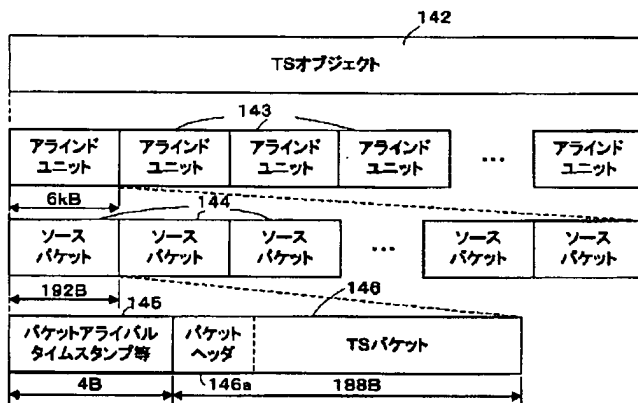 142
TSオブジェクト
143
アラインド
ユニット
アラインド
ユニット
アラインド
ユニット
アラインド
ユニット
...
アラインド
ユニット
6kB
144
ソース
パケット
ソース
パケット
ソース
パケット
...
ソース
パケット
ソース
パケット
192B
145
146
パケットアライバル
タイムスタンプ等
パケット
ヘッダ
TSパケット
4B
146a
188B